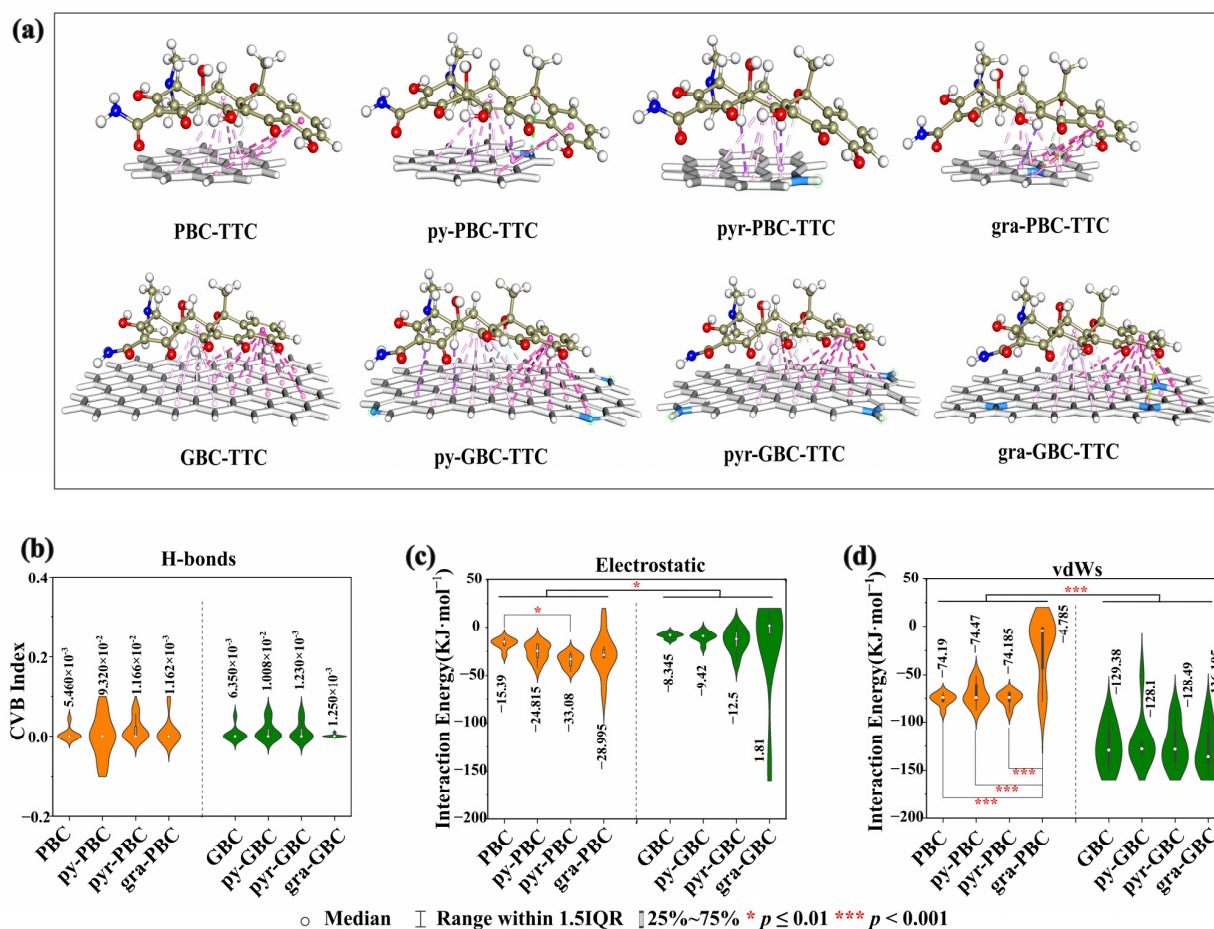 (a)
PBC-TTC py-PBC-TTC pyr-PBC-TTC gra-PBC-TTC
GBC-TTC py-GBC-TTC pyr-GBC-TTC gra-GBC-TTC
(b)
H-bonds
CVB Index
0.4
0.2
0.0
−0.2
5.460×10⁻³
9.320×10⁻²
1.166×10⁻²
1.162×10⁻³
6.350×10⁻³
1.008×10⁻²
1.230×10⁻³
1.250×10⁻³
PBC
py-PBC
pyr-PBC
gra-PBC
GBC
py-GBC
pyr-GBC
gra-GBC
(c)
Electrostatic
Interaction Energy(KJ·mol⁻¹)
50
0
−50
−100
−150
−200
*
*
−15.39
−24.815
−33.08
−28.995
−8.345
−9.42
−12.5
1.81
PBC
py-PBC
pyr-PBC
gra-PBC
GBC
py-GBC
pyr-GBC
gra-GBC
(d)
vdWs
Interaction Energy(KJ·mol⁻¹)
50
0
−50
−100
−150
−200
***
−74.19
−74.47
−74.185
−4.785
−129.38
−128.1
−128.49
***
***
***
PBC
py-PBC
pyr-PBC
gra-PBC
GBC
py-GBC
pyr-GBC
gra-GBC
Median Range within 1.5IQR 25%~75% * p ≤ 0.01 *** p < 0.001